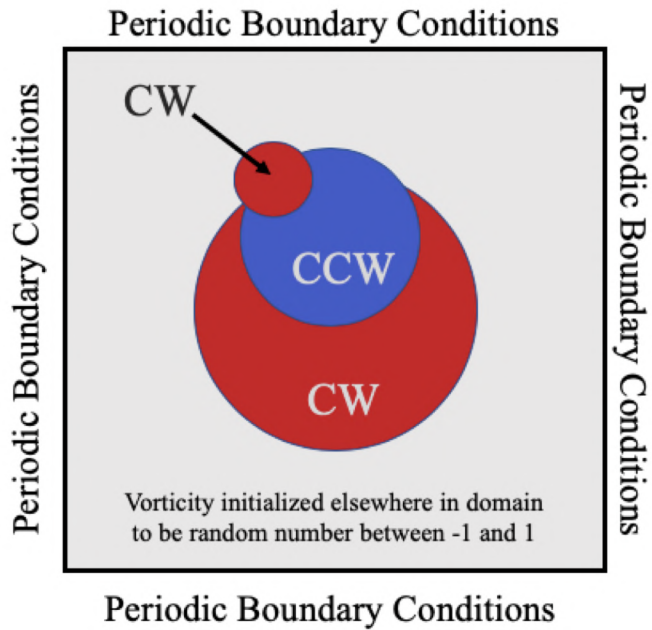 Periodic Boundary Conditions
Periodic Boundary Conditions
CW
CCW
CW
Vorticity initialized elsewhere in domain
to be random number between -1 and 1
Periodic Boundary Conditions
Periodic Boundary Conditions